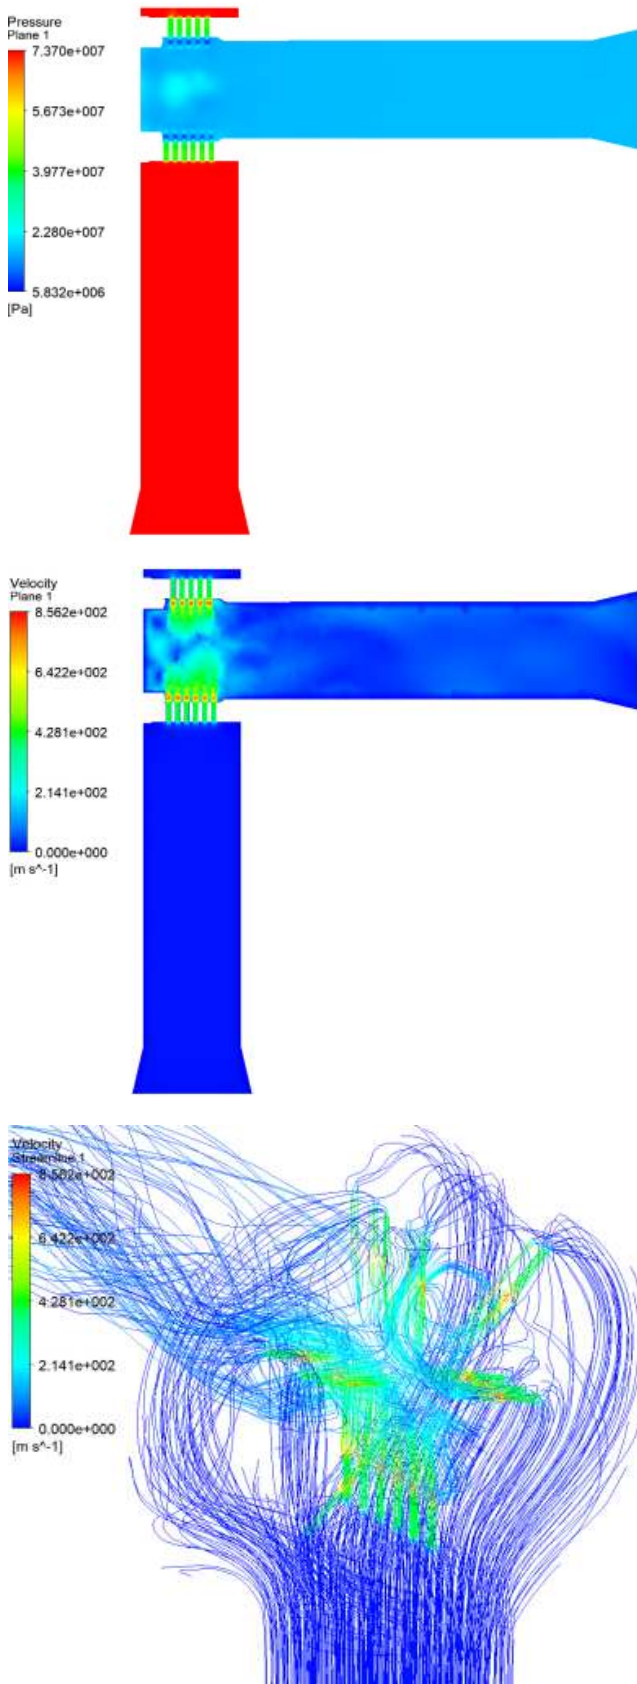 Pressure
Plane 1
7.370e+007
5.673e+007
3.977e+007
2.280e+007
5.832e+006
[Pa]
Velocity
Plane 1
8.562e+002
6.422e+002
4.281e+002
2.141e+002
0.000e+000
[m s^-1]
Velocity
Streamline 1
8.562e+002
6.422e+002
4.281e+002
2.141e+002
0.000e+000
[m s^-1]